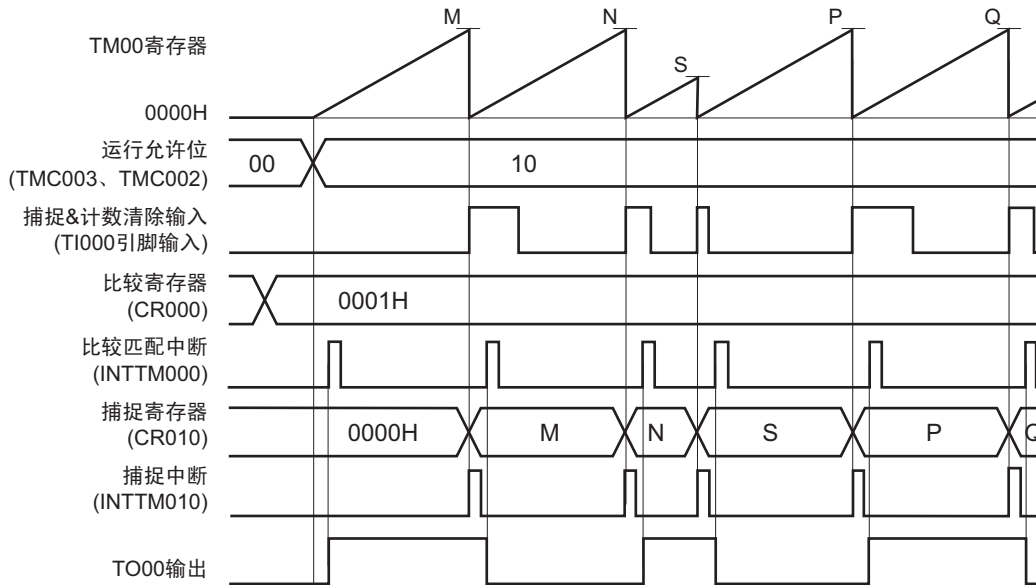 M N S P Q
TM00寄存器
0000H
运行允许位
(TMC003、TMC002)
00 10
捕捉&计数清除输入
(TI000引脚输入)
比较寄存器
(CR000)
0001H
比较匹配中断
(INTTM000)
捕捉寄存器
(CR010)
0000H M N S P Q
捕捉中断
(INTTM010)
TO00输出